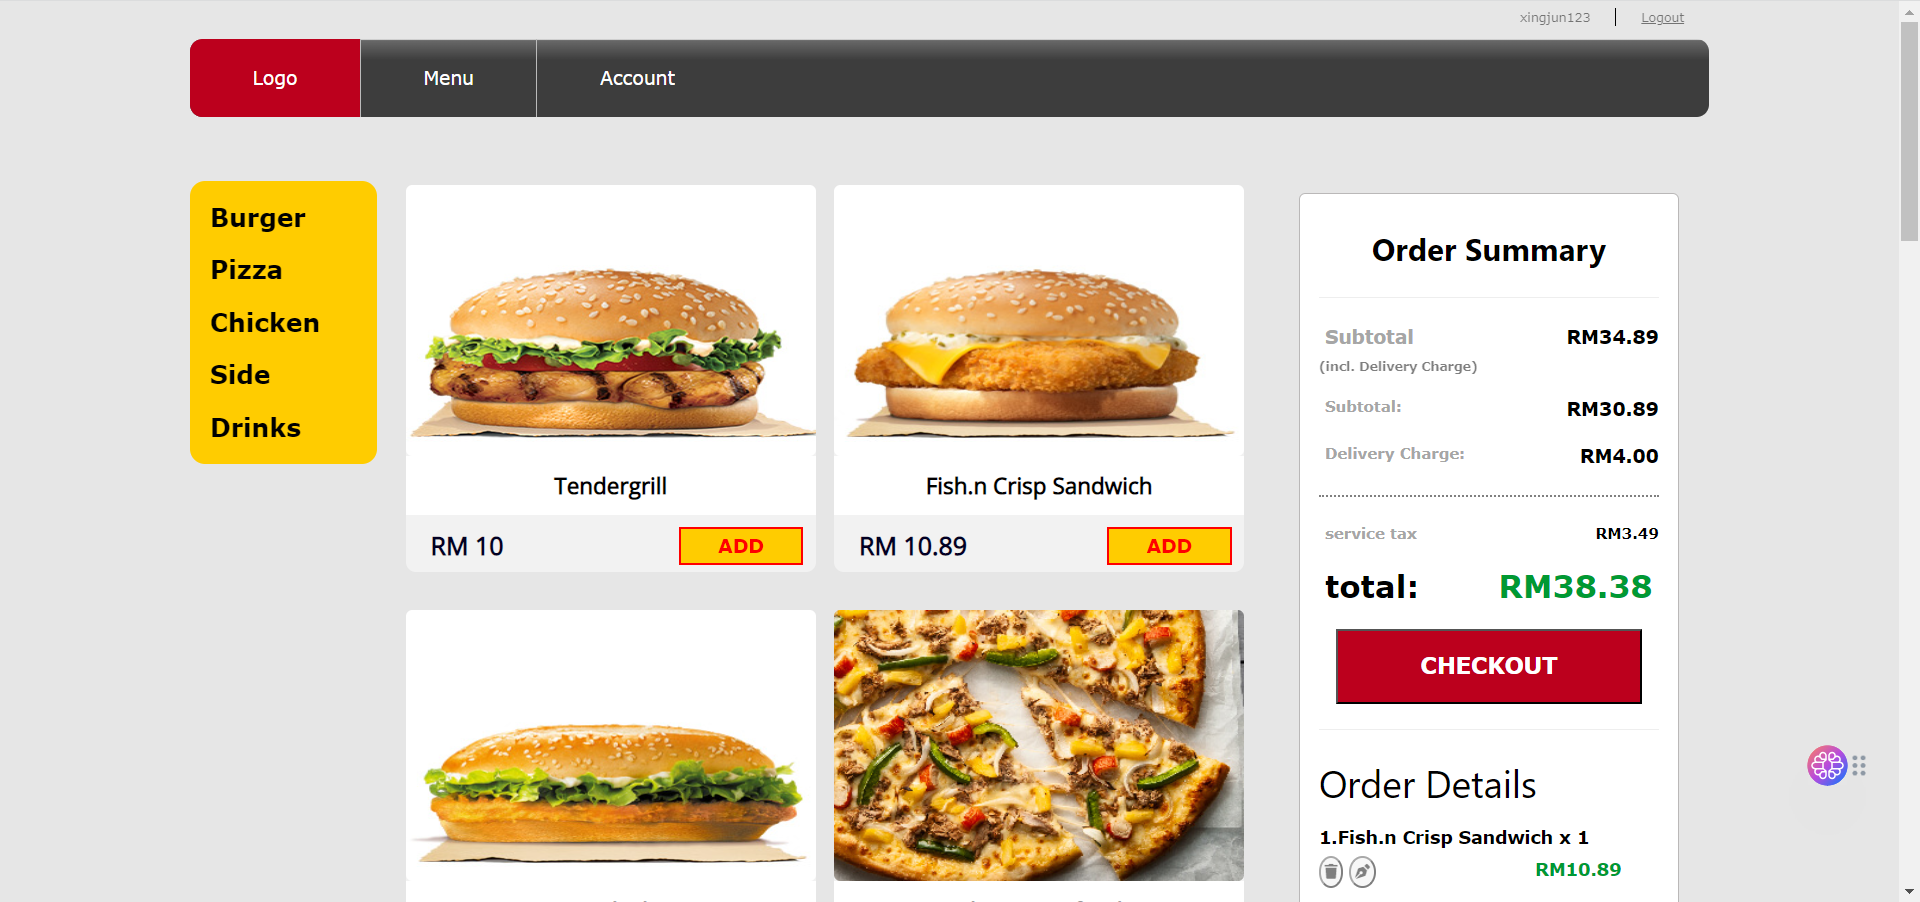 xingjun123
Logout
Logo
Menu
Account
Burger
Pizza
Chicken
Side
Drinks
Tendergrill
RM 10
ADD
Fish.n Crisp Sandwich
RM 10.89
ADD
Order Summary
Subtotal RM34.89
(incl. Delivery Charge)
Subtotal: RM30.89
Delivery Charge: RM4.00
service tax RM3.49
total: RM38.38
CHECKOUT
Order Details
1.Fish.n Crisp Sandwich x 1
RM10.89